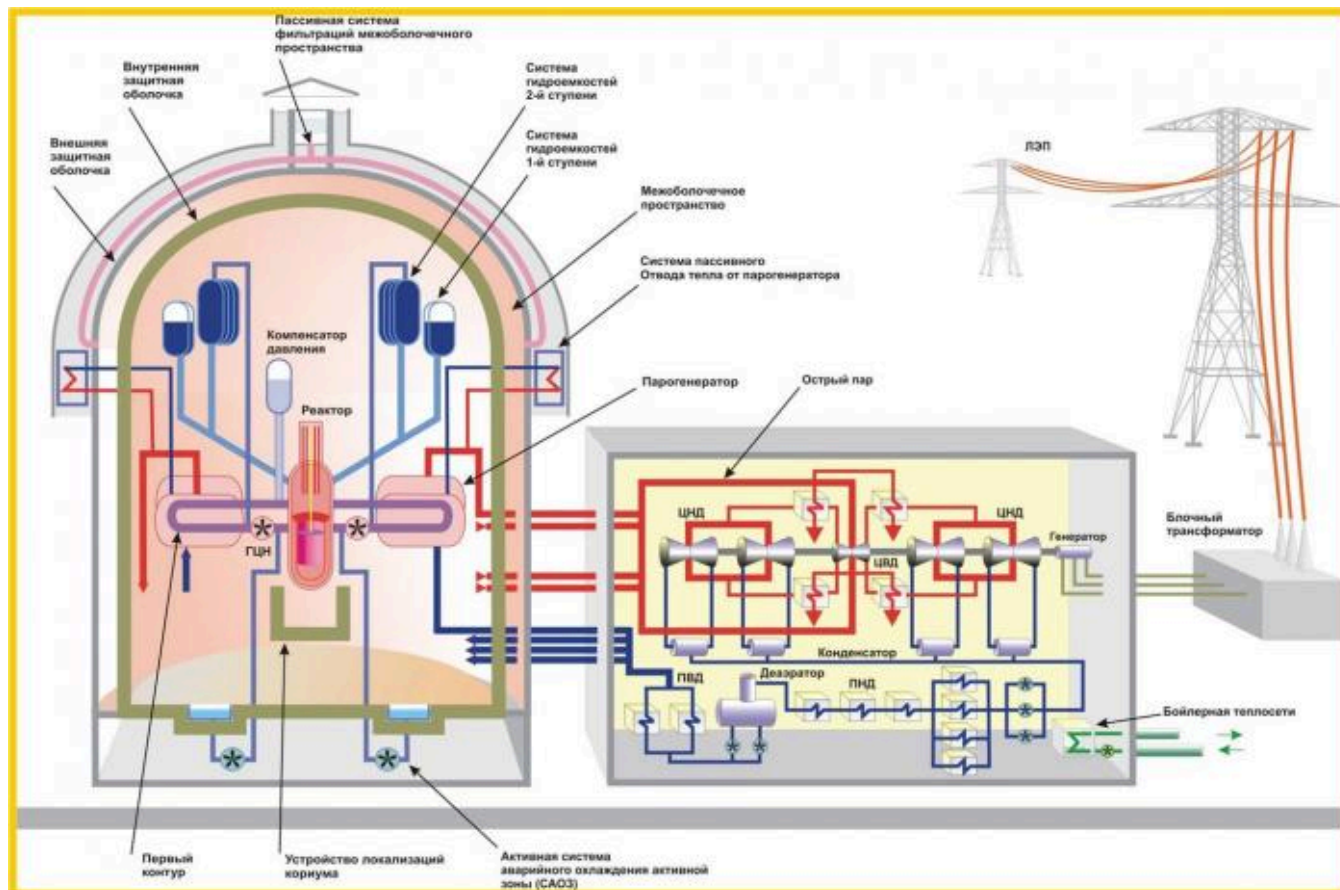 Пассивная система
фильтраций межоболочечного
пространства
Внутренняя
защитная
оболочка
Система
гидроемкостей
2-й ступени
Внешняя
защитная
оболочка
Система
гидроемкостей
1-й ступени
ЛЭП
Межоболочечное
пространство
Система пассивного
Отвода тепла от парогенератора
Компенсатор
давления
Парогенератор
Острый пар
Реактор
ГЦН
ЦНД
ЦНД
ЦВД
Генератор
Блочный
трансформатор
Конденсатор
ПВД
Деаэратор
ПНД
Бойлерная теплосети
Первый
контур
Устройство локализаций
кориума
Активная система
аварийного охлаждения активной
зоны (САОЗ)